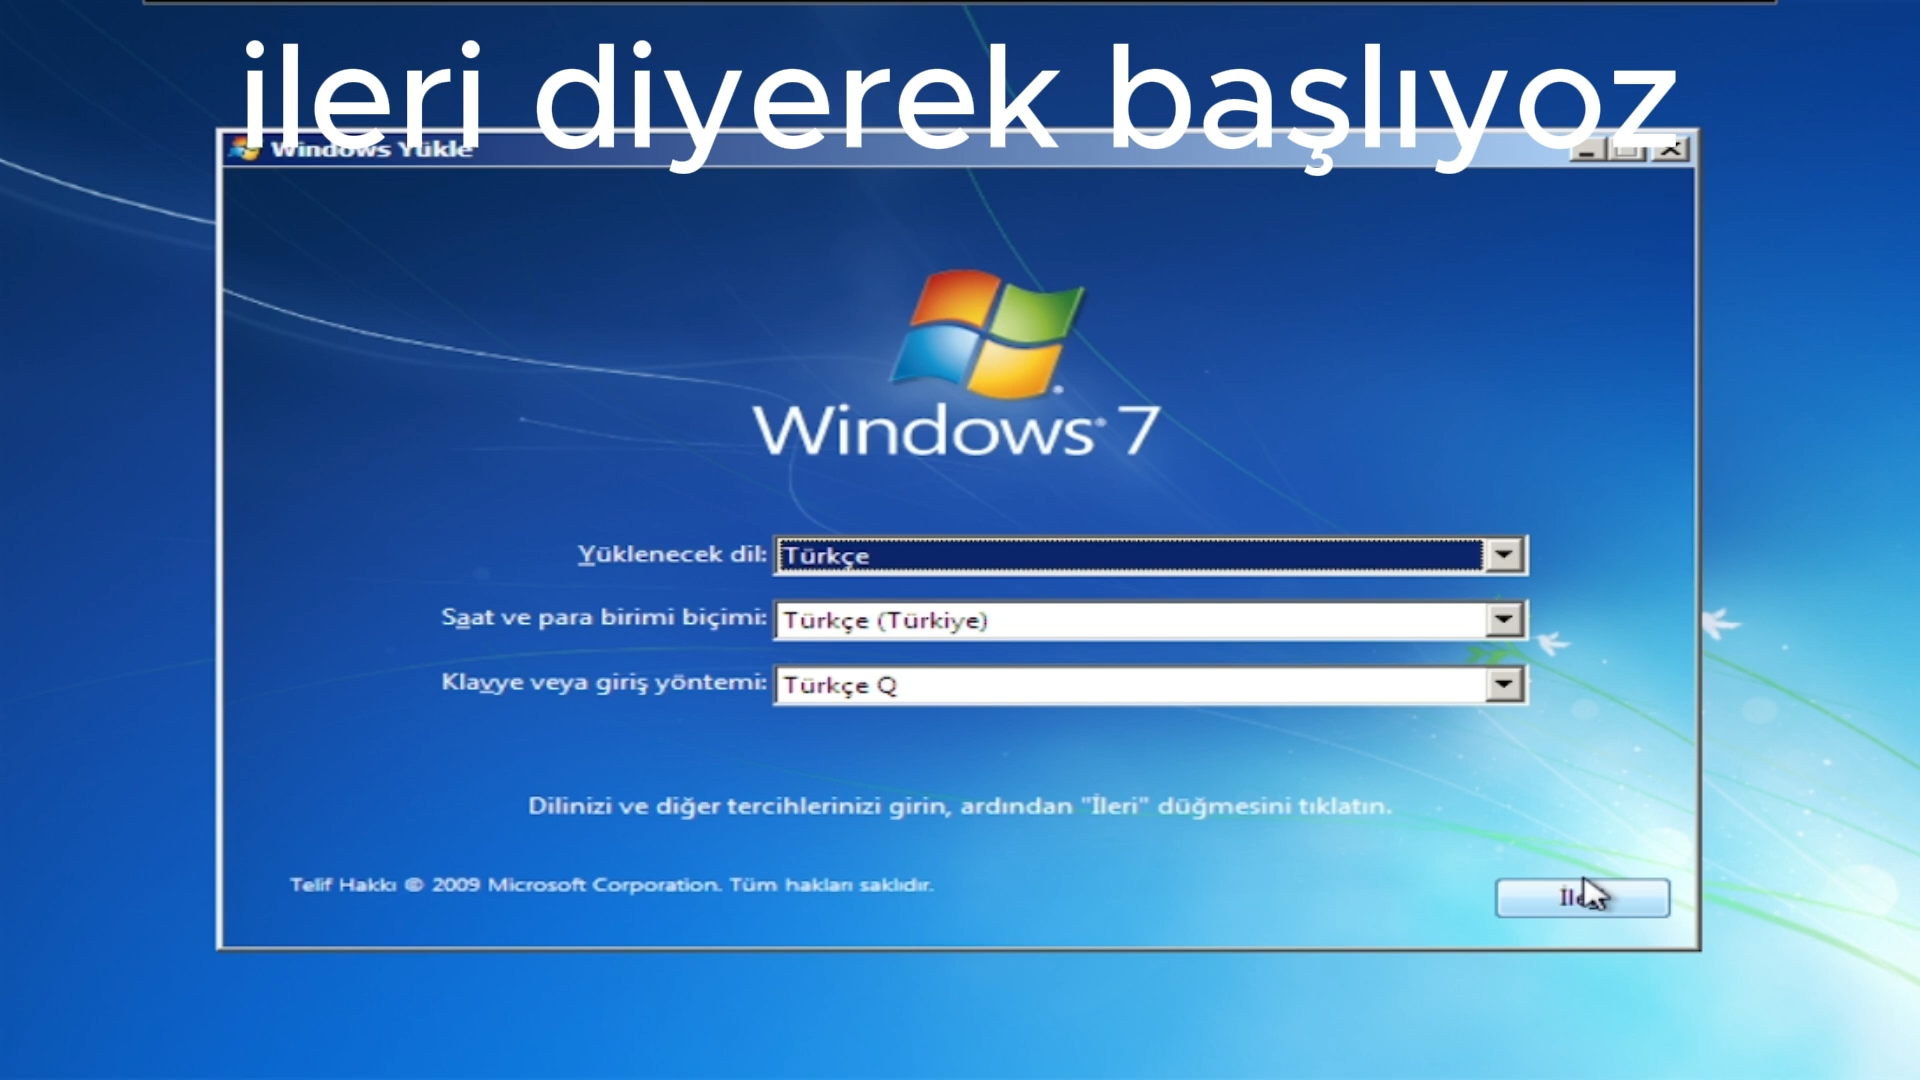 ileri diyerek başlıyoz
Windows Yükle
Windows® 7
Yüklenecek dil: Türkçe
Saat ve para birimi biçimi: Türkçe (Türkiye)
Klavye veya giriş yöntemi: Türkçe Q
Dilinizi ve diğer tercihlerinizi girin, ardından "İleri" düğmesini tıklatın.
Telif Hakkı © 2009 Microsoft Corporation. Tüm hakları saklıdır.